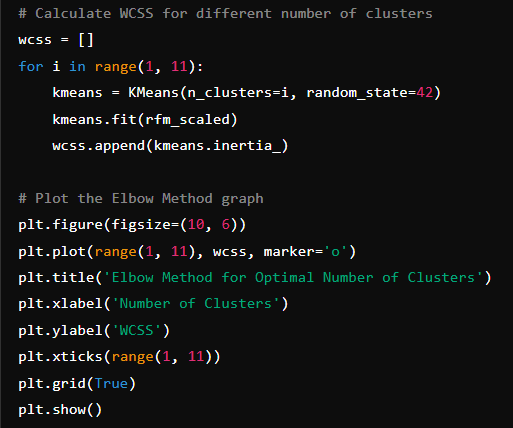 # Calculate WCSS for different number of clusters
wcss = []
for i in range(1, 11):
    kmeans = KMeans(n_clusters=i, random_state=42)
    kmeans.fit(rfm_scaled)
    wcss.append(kmeans.inertia_)

# Plot the Elbow Method graph
plt.figure(figsize=(10, 6))
plt.plot(range(1, 11), wcss, marker='o')
plt.title('Elbow Method for Optimal Number of Clusters')
plt.xlabel('Number of Clusters')
plt.ylabel('WCSS')
plt.xticks(range(1, 11))
plt.grid(True)
plt.show()